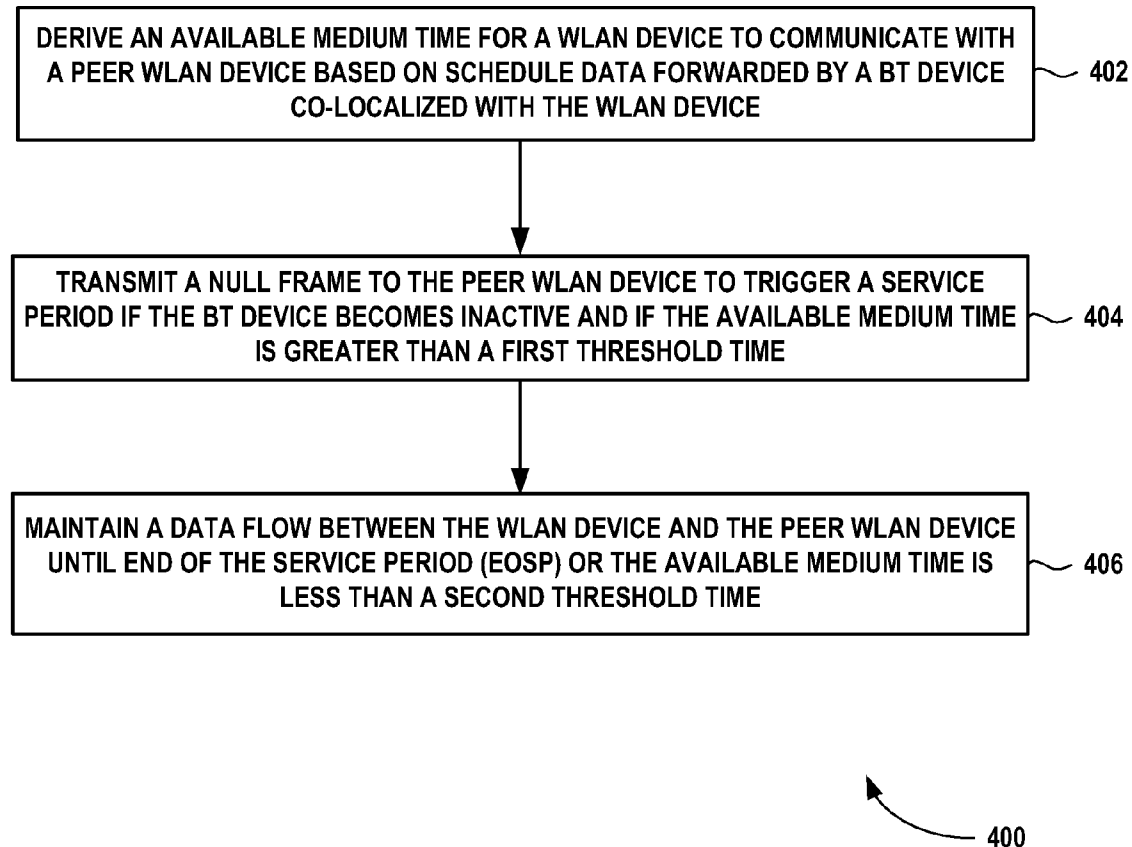 DERIVE AN AVAILABLE MEDIUM TIME FOR A WLAN DEVICE TO COMMUNICATE WITH
A PEER WLAN DEVICE BASED ON SCHEDULE DATA FORWARDED BY A BT DEVICE
CO-LOCALIZED WITH THE WLAN DEVICE
402
TRANSMIT A NULL FRAME TO THE PEER WLAN DEVICE TO TRIGGER A SERVICE
PERIOD IF THE BT DEVICE BECOMES INACTIVE AND IF THE AVAILABLE MEDIUM TIME
IS GREATER THAN A FIRST THRESHOLD TIME
404
MAINTAIN A DATA FLOW BETWEEN THE WLAN DEVICE AND THE PEER WLAN DEVICE
UNTIL END OF THE SERVICE PERIOD (EOSP) OR THE AVAILABLE MEDIUM TIME IS
LESS THAN A SECOND THRESHOLD TIME
406
400